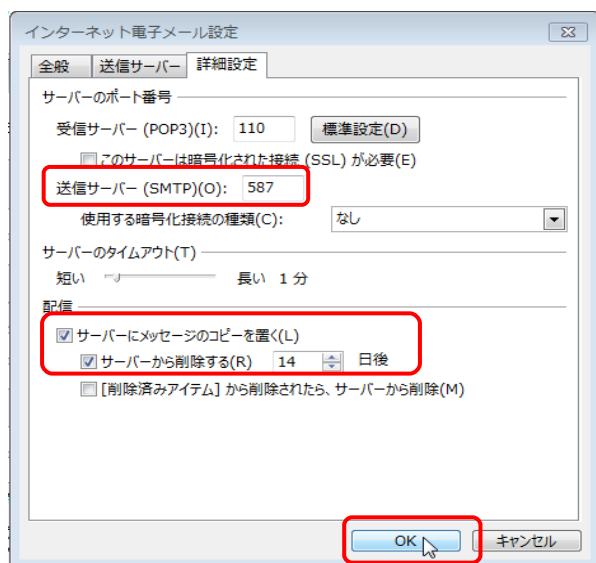 インターネット電子メール設定
全般 送信サーバー 詳細設定
サーバーのポート番号
受信サーバー (POP3)(I): 110 標準設定(D)
このサーバーは暗号化された接続 (SSL) が必要(E)
送信サーバー (SMTP)(O): 587
使用する暗号化接続の種類(C): なし
サーバーのタイムアウト(T)
短い 長い 1 分
配信
サーバーにメッセージのコピーを置く(L)
サーバーから削除する(R) 14 日後
[削除済みアイテム] から削除されたら、サーバーから削除(M)
OK キャンセル